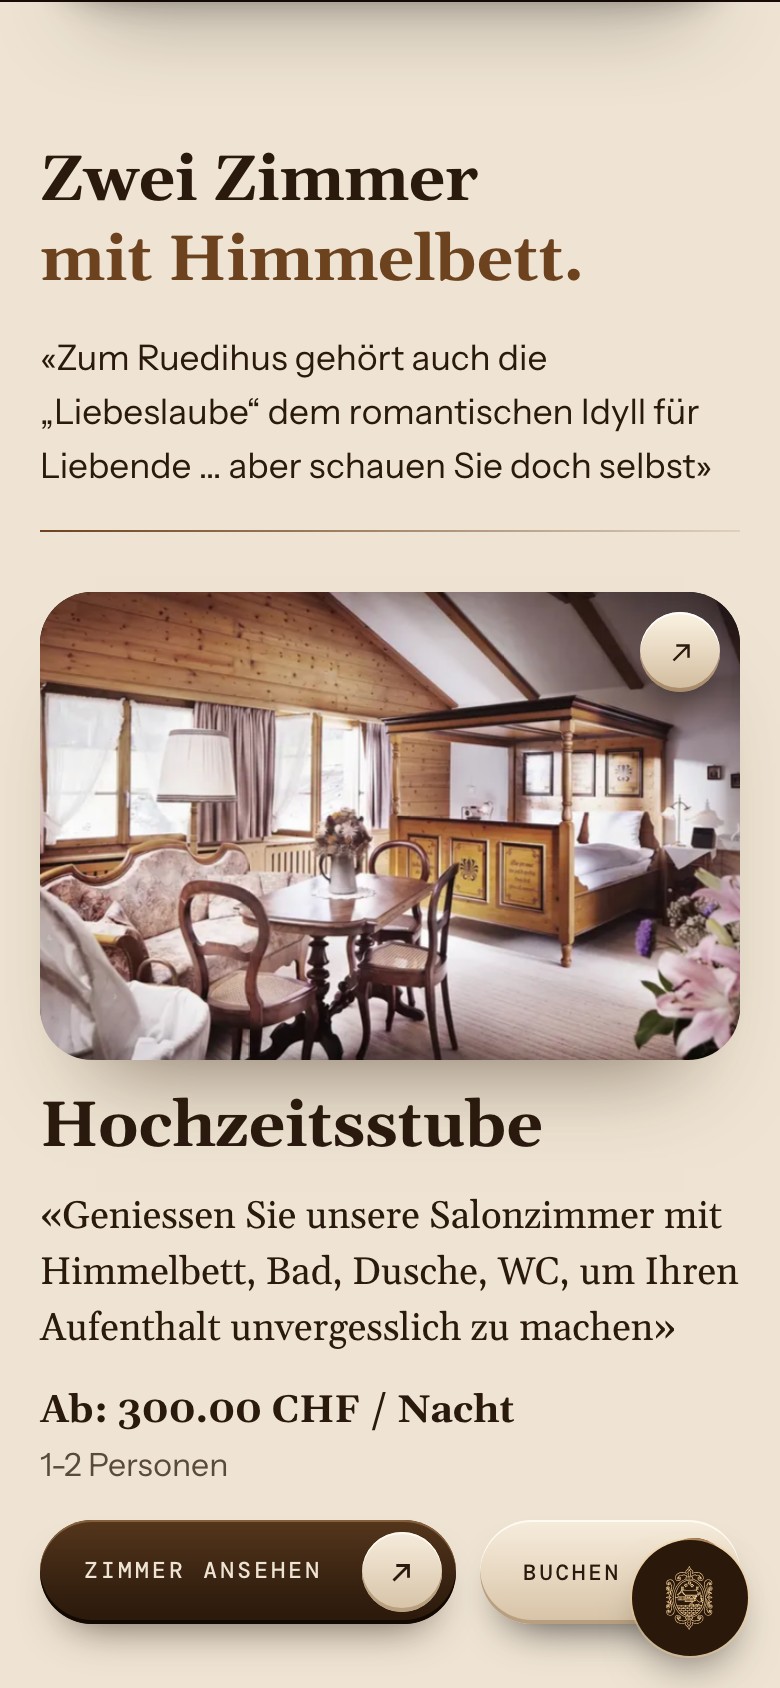 Zwei Zimmer
mit Himmelbett.
«Zum Ruedihus gehört auch die
„Liebeslaube“ dem romantischen Idyll für
Liebende ... aber schauen Sie doch selbst»
Hochzeitsstube
«Geniessen Sie unsere Salonzimmer mit
Himmelbett, Bad, Dusche, WC, um Ihren
Aufenthalt unvergesslich zu machen»
Ab: 300.00 CHF / Nacht
1–2 Personen
ZIMMER ANSEHEN
BUCHEN